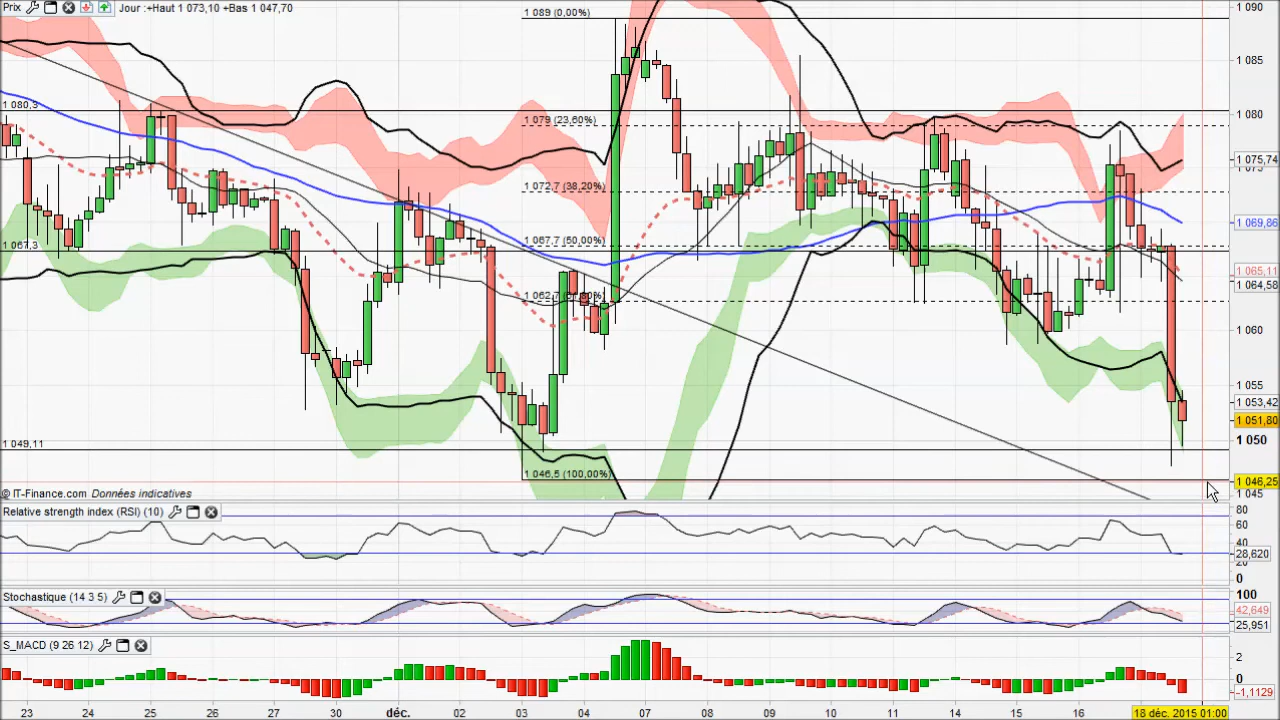 Prix Jour :+Haut 1 073,10 +Bas 1 047,70
1 089 (0,00%)
1 090
1 085
1 080,3
1 080
1 079 (23,60%)
1 075,74
1 075
1 072,7 (38,20%)
1 069,86
1 067,3
1 067,7 (50,00%)
1 065,11
1 064,58
1 062,7 (61,80%)
1 060
1 055
1 053,42
1 051,80
1 050
1 049,11
1 046,5 (100,00%)
1 046,25
1 045
© IT-Finance.com Données indicatives
Relative strength index (RSI) (10)
80
60
40
28,620
20
0
Stochastique (14 3 5)
100
42,649
25,951
S_MACD (9 26 12)
2
0
-1,1129
23 24 25 26 27 30 déc. 02 03 04 07 08 09 10 11 14 15 16 18 déc. 2015 01:00